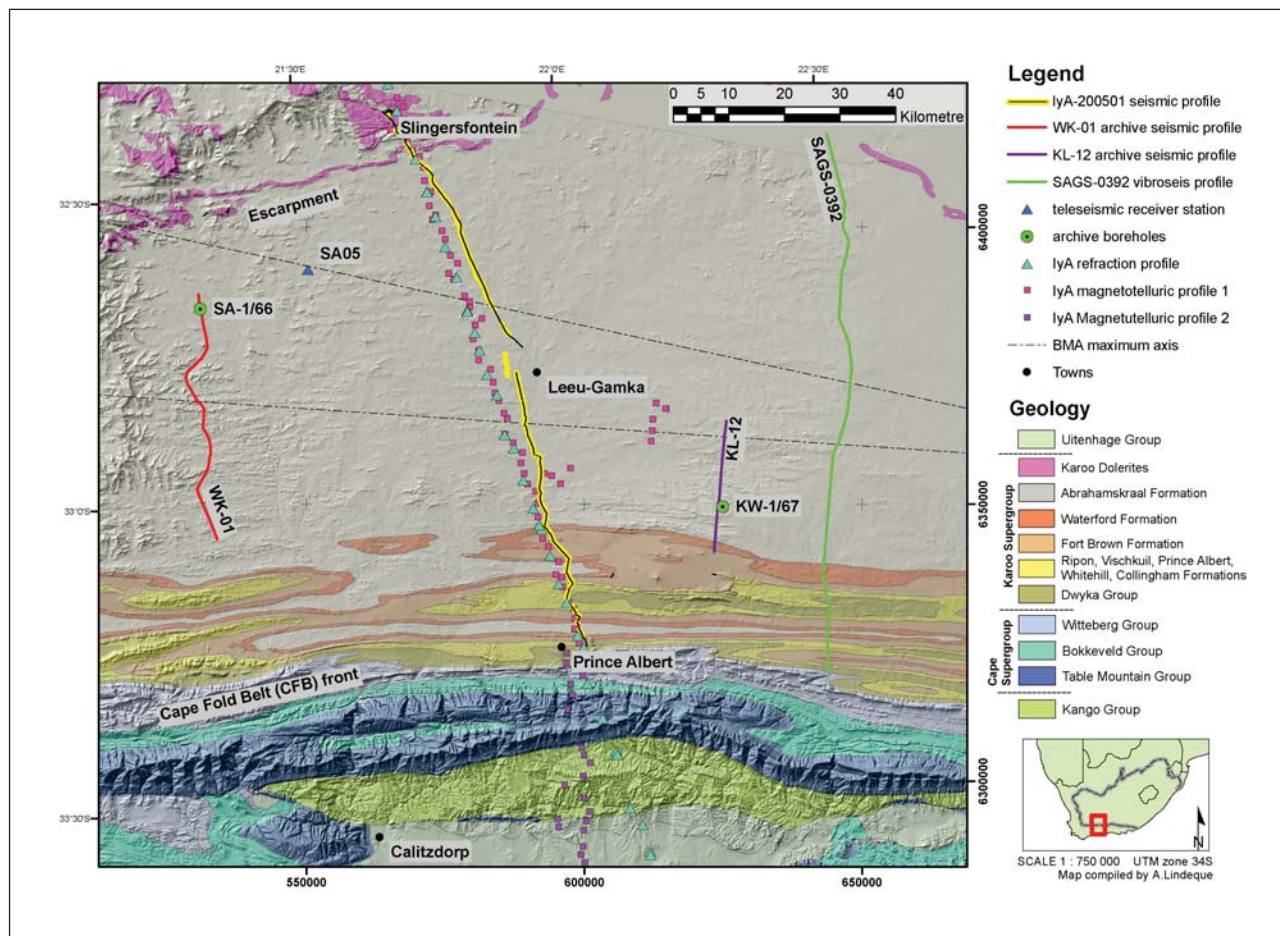 21°30'E
22°0'E
22°30'E
0 5 10 20 30 40
Kilometre
Slingersfontein
SAGS-0392
32°30'S
Escarpment
6400000
SA05
SA-1/66
Leeu-Gamka
KL-12
WK-01
KW-1/67
33°0'S
6350000
Prince Albert
Cape Fold Belt (CFB) front
6300000
33°30'S
Calitzdorp
550000
600000
650000
Legend
IyA-200501 seismic profile
WK-01 archive seismic profile
KL-12 archive seismic profile
SAGS-0392 vibroseis profile
teleseismic receiver station
archive boreholes
IyA refraction profile
IyA magnetotelluric profile 1
IyA Magnetutelluric profile 2
BMA maximum axis
Towns
Geology
Uitenhage Group
Karoo Supergroup
Karoo Dolerites
Abrahamskraal Formation
Waterford Formation
Fort Brown Formation
Ripon, Vischkuil, Prince Albert,
Whitehill, Collingham Formations
Dwyka Group
Cape
Supergroup
Witteberg Group
Bokkeveld Group
Table Mountain Group
Kango Group
N
SCALE 1 : 750 000 UTM zone 34S
Map compiled by A.Lindeque